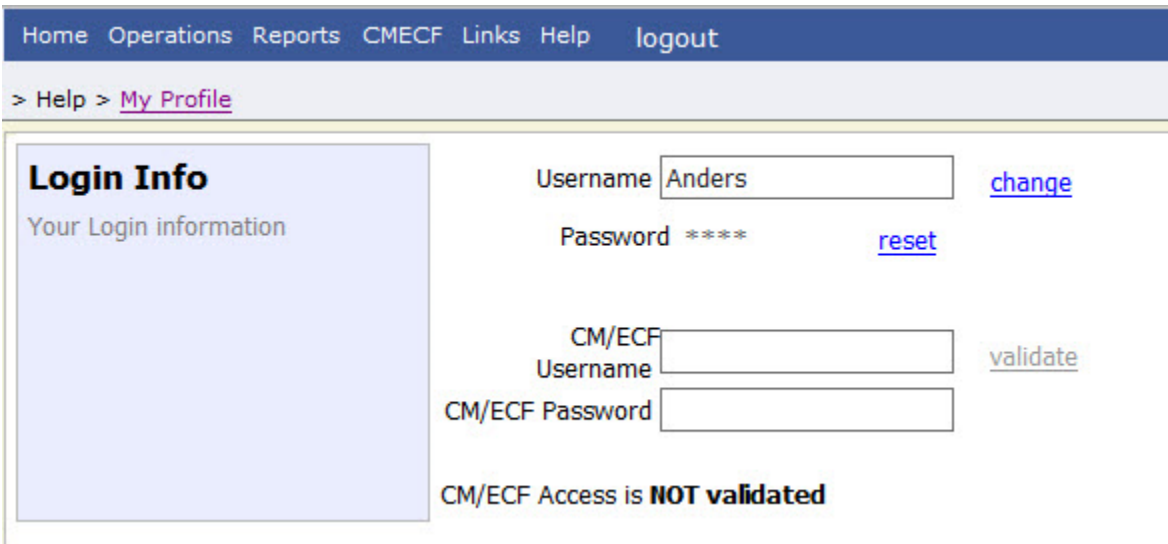 Home Operations Reports CMECF Links Help logout
> Help > My Profile
Login Info
Your Login information
Username Anders change
Password **** reset
CM/ECF
Username validate
CM/ECF Password
CM/ECF Access is NOT validated